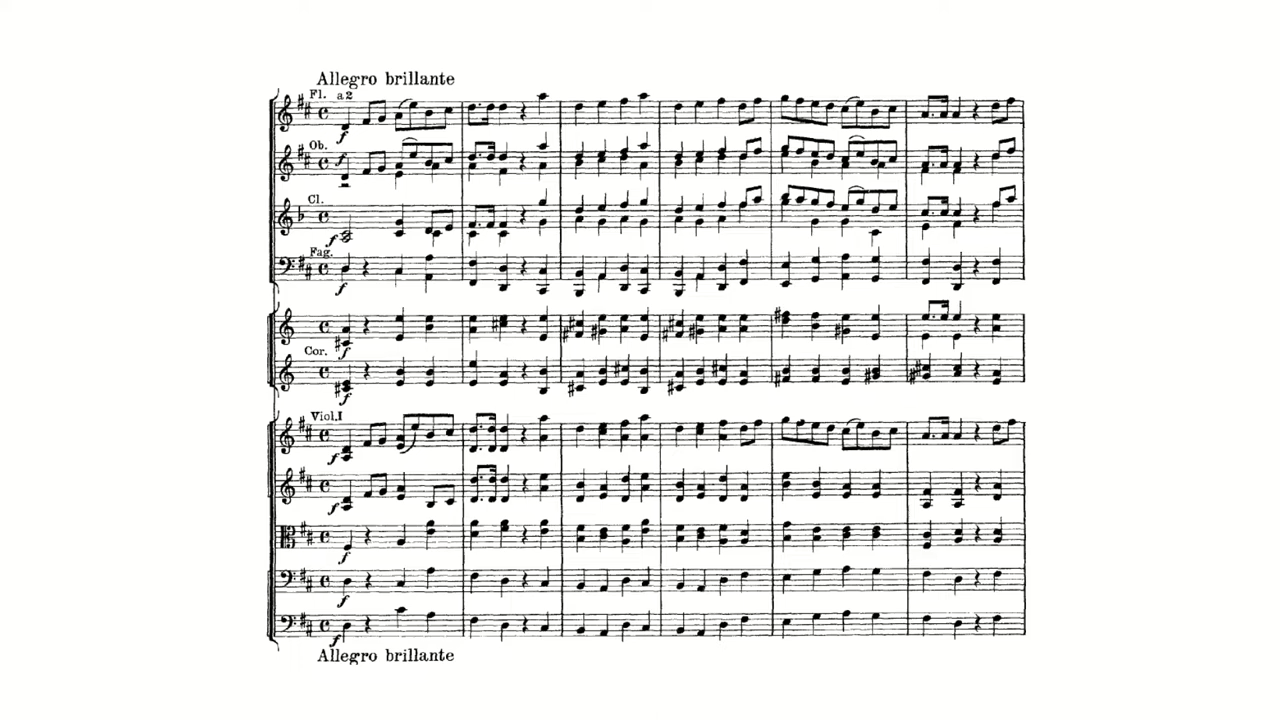 Allegro brillante
Fl. a 2
f
Ob.
f
Cl.
f
Fag.
f
f
Cor.
f
Viol.I
f
f
f
f
f
Allegro brillante